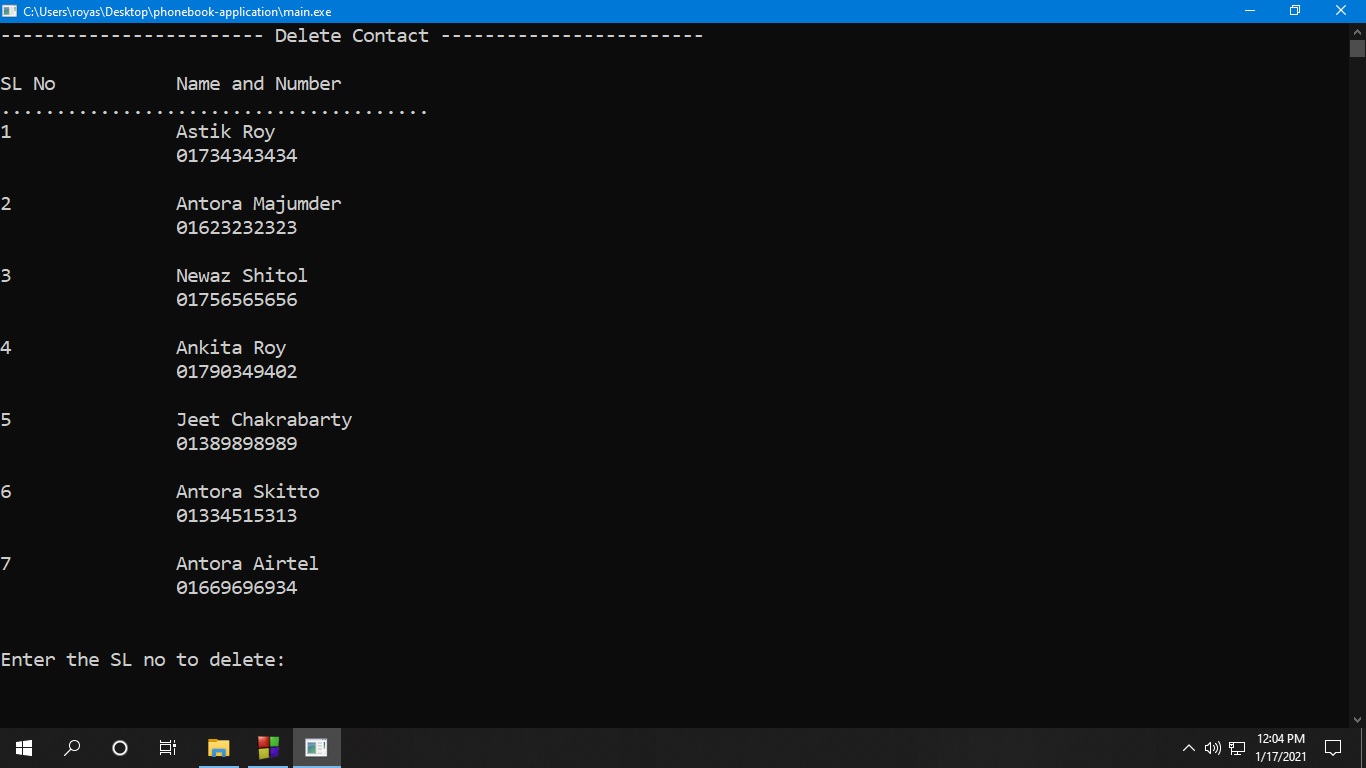 C:\Users\royas\Desktop\phonebook-application\main.exe
------------------------ Delete Contact ------------------------
SL No Name and Number
.......................................
1 Astik Roy
01734343434
2 Antora Majumder
01623232323
3 Newaz Shitol
01756565656
4 Ankita Roy
01790349402
5 Jeet Chakrabarty
01389898989
6 Antora Skitto
01334515313
7 Antora Airtel
01669696934
Enter the SL no to delete:
12:04 PM
1/17/2021